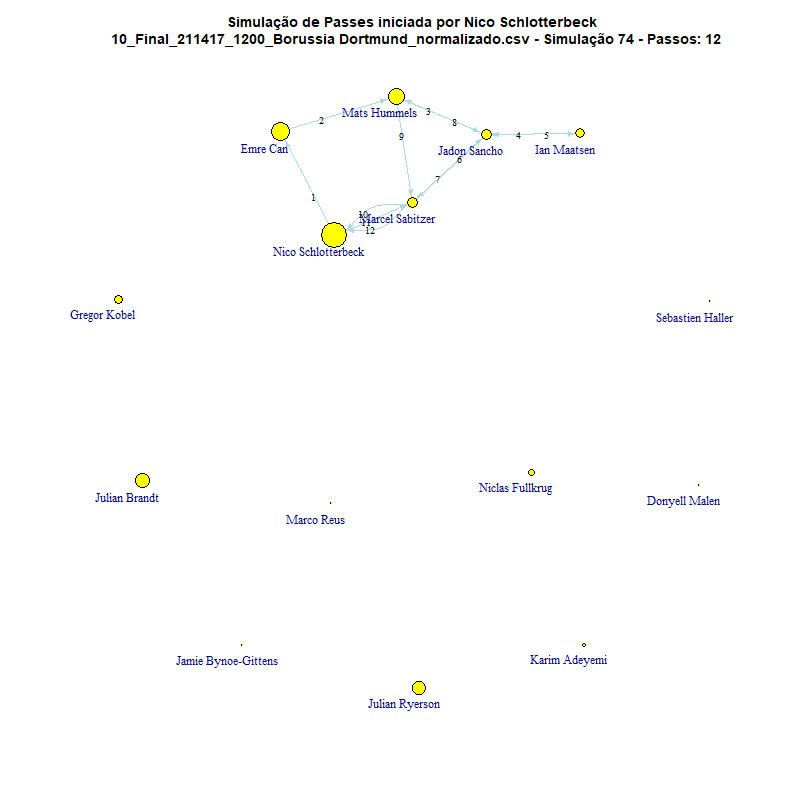 Simulação de Passes iniciada por Nico Schlotterbeck
10_Final_211417_1200_Borussia Dortmund_normalizado.csv - Simulação 74 - Passos: 12
Mats Hummels
3
2
8
Emre Can
9
Jadon Sancho
4
5
Ian Maatsen
6
7
1
10
Marcel Sabitzer
11
12
Nico Schlotterbeck
Gregor Kobel
Sebastien Haller
Julian Brandt
Niclas Fullkrug
Donyell Malen
Marco Reus
Jamie Bynoe-Gittens
Karim Adeyemi
Julian Ryerson